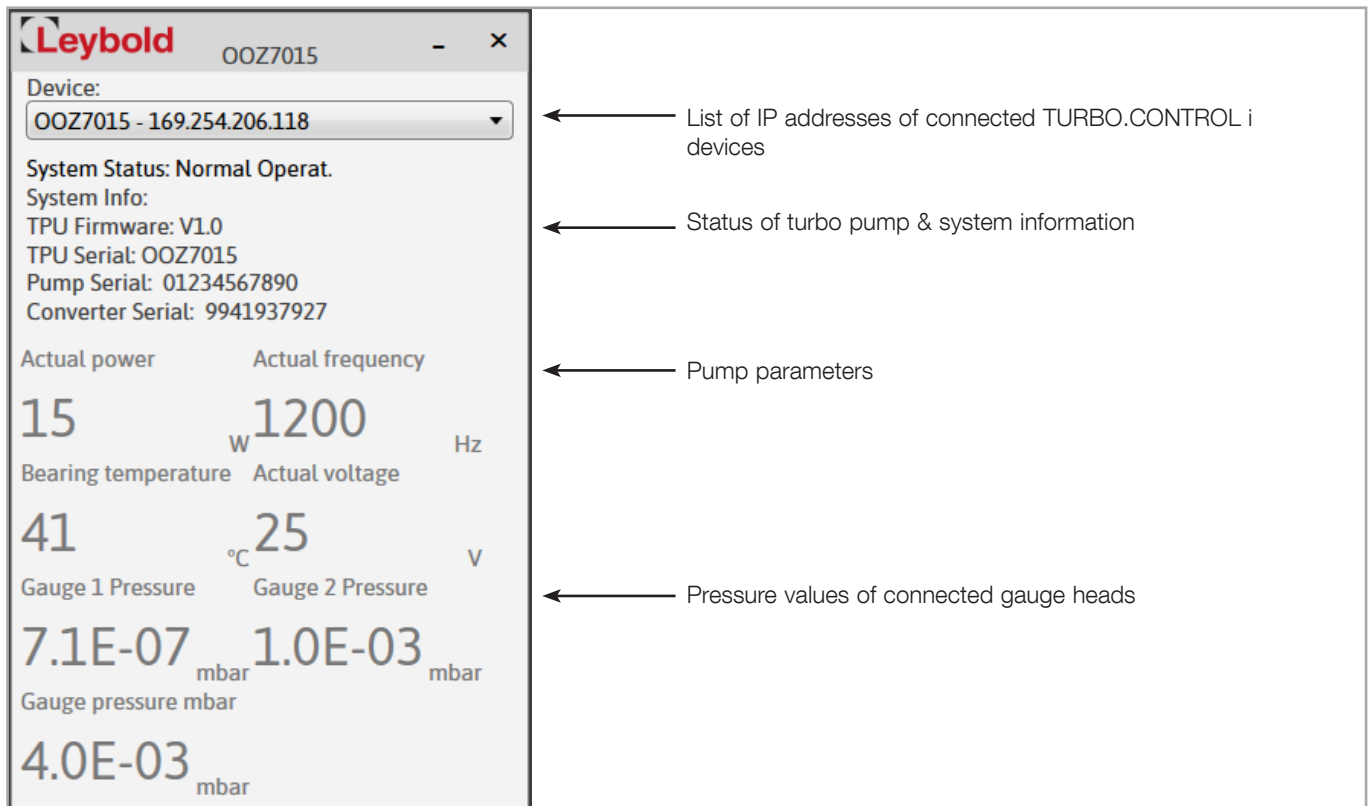 Leybold OOZ7015 - ×
Device:
OOZ7015 - 169.254.206.118
List of IP addresses of connected TURBO.CONTROL i
devices
System Status: Normal Operat.
System Info:
TPU Firmware: V1.0
Status of turbo pump & system information
TPU Serial: OOZ7015
Pump Serial: 01234567890
Converter Serial: 9941937927
Actual power Actual frequency
Pump parameters
15 W 1200 Hz
Bearing temperature Actual voltage
41 °C 25 V
Gauge 1 Pressure Gauge 2 Pressure
Pressure values of connected gauge heads
7.1E-07 mbar 1.0E-03 mbar
Gauge pressure mbar
4.0E-03 mbar